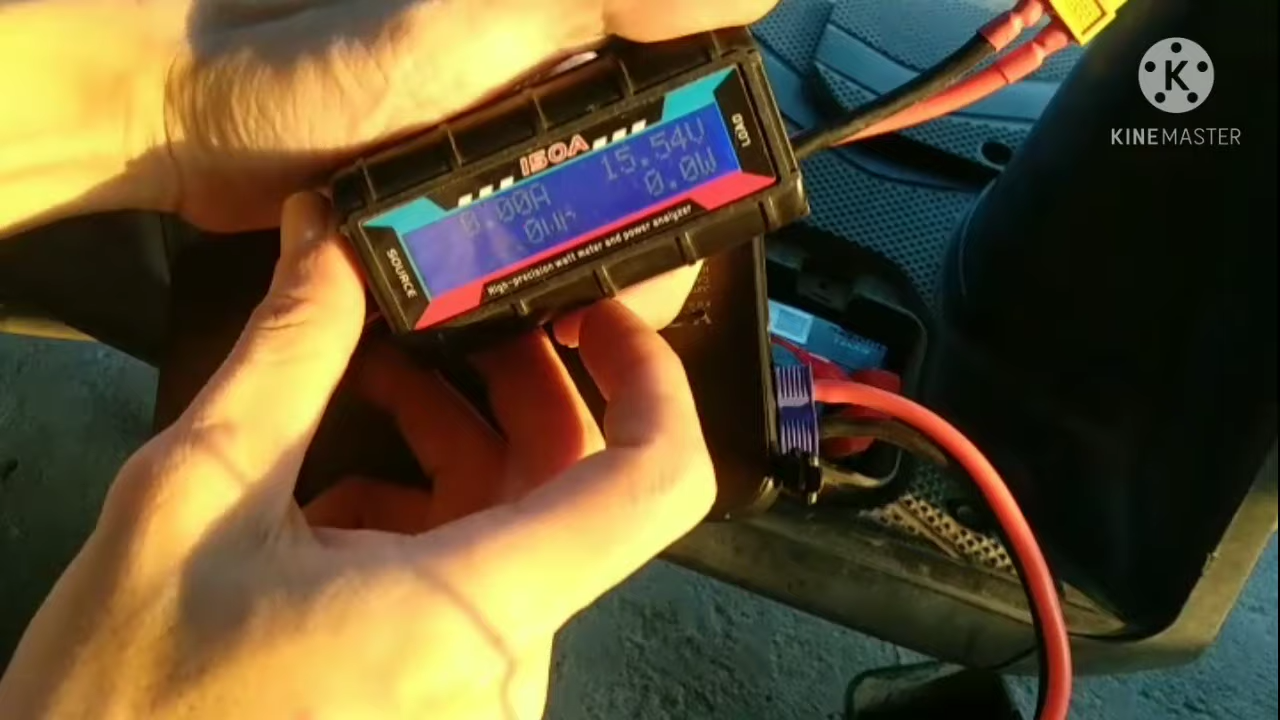 K
KINEMASTER
150A
LOAD
0.00A 15.54V
0Wh 0.0W
SOURCE
High-precision watt meter and power analyzer